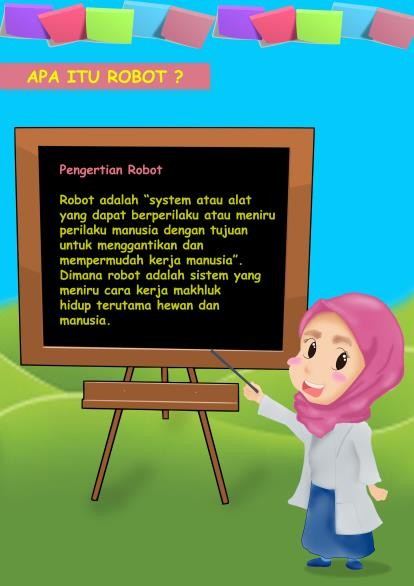 APA ITU ROBOT ?
Pengertian Robot
Robot adalah “system atau alat
yang dapat berperilaku atau meniru
perilaku manusia dengan tujuan
untuk menggantikan dan
mempermudah kerja manusia”.
Dimana robot adalah sistem yang
meniru cara kerja makhluk
hidup terutama hewan dan
manusia.